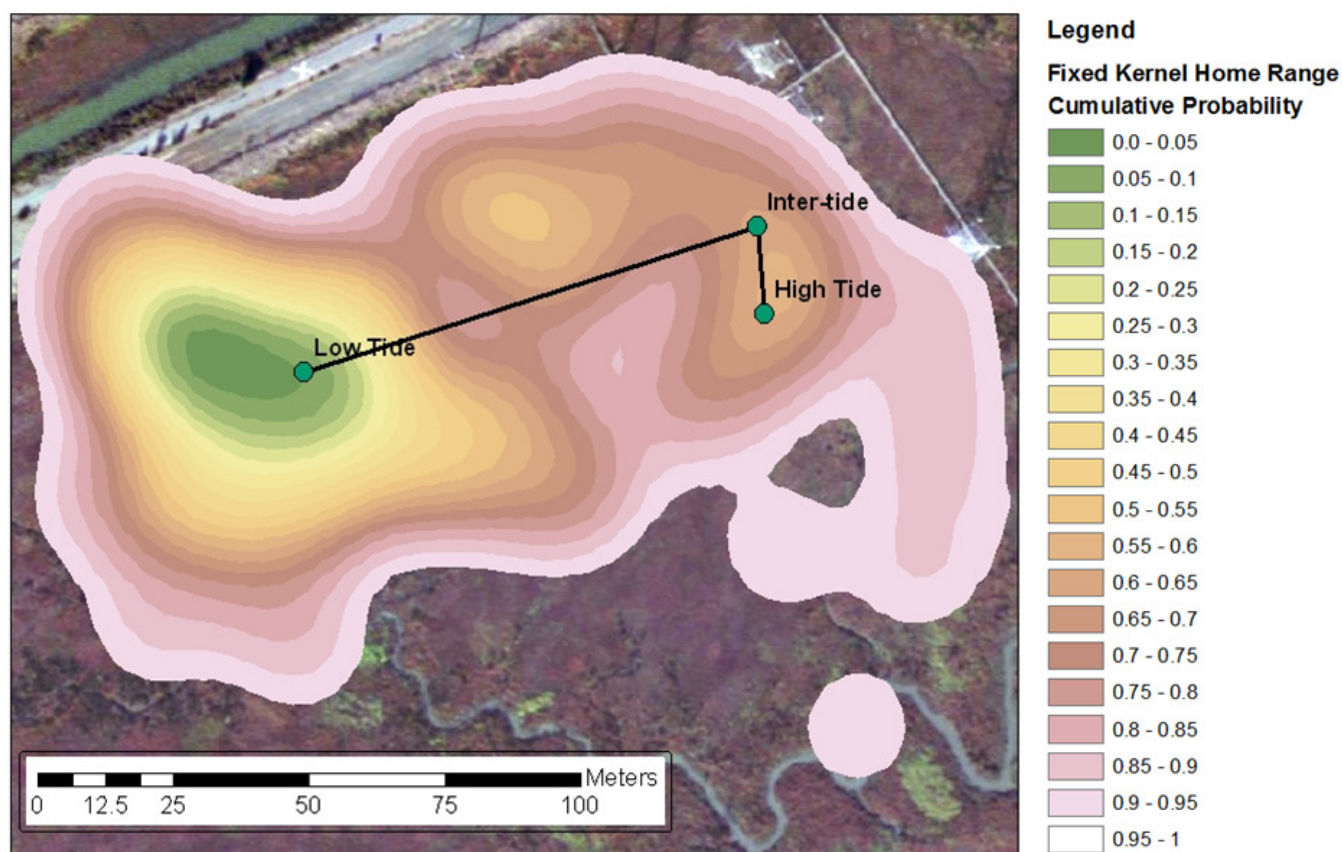 Legend
Fixed Kernel Home Range
Cumulative Probability
0.0 - 0.05
0.05 - 0.1
0.1 - 0.15
0.15 - 0.2
0.2 - 0.25
0.25 - 0.3
0.3 - 0.35
0.35 - 0.4
0.4 - 0.45
0.45 - 0.5
0.5 - 0.55
0.55 - 0.6
0.6 - 0.65
0.65 - 0.7
0.7 - 0.75
0.75 - 0.8
0.8 - 0.85
0.85 - 0.9
0.9 - 0.95
0.95 - 1
Inter-tide
High Tide
Low Tide
Meters
0 12.5 25 50 75 100